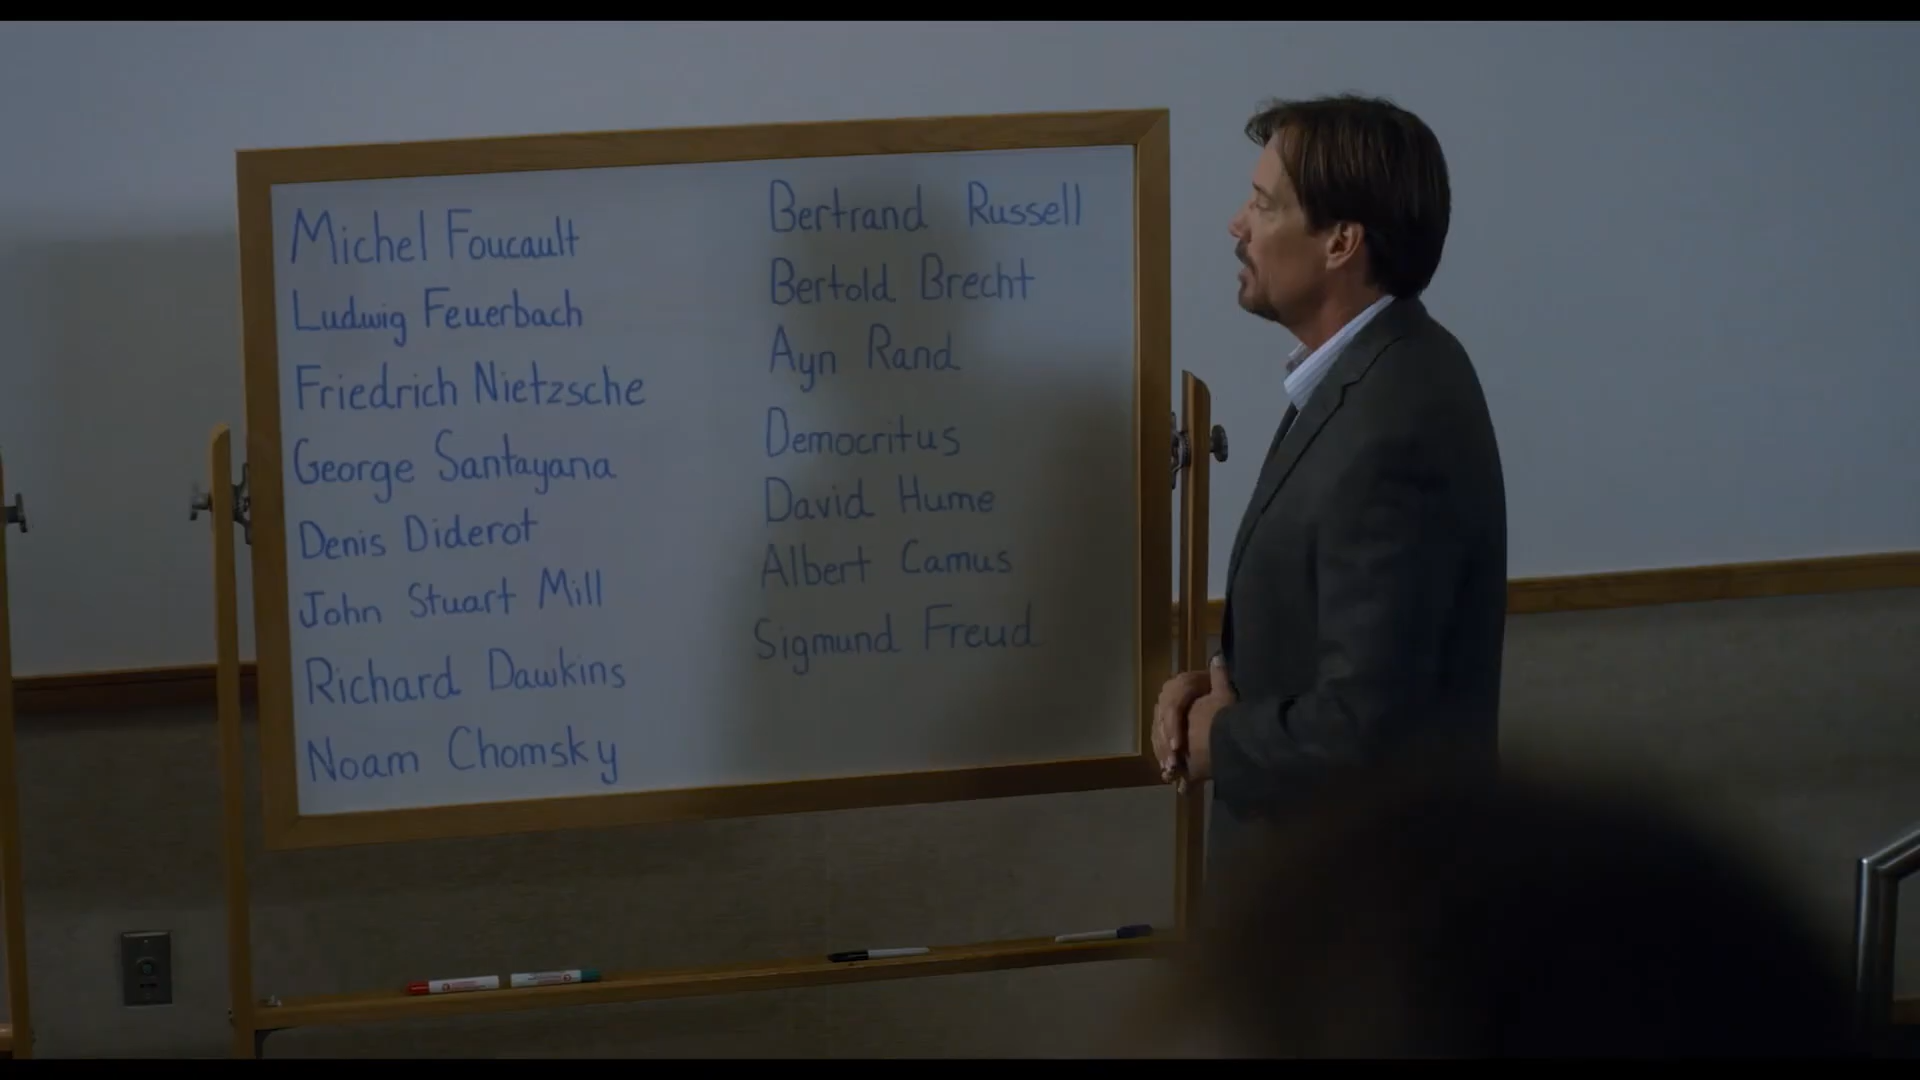 Michel Foucault
Ludwig Feuerbach
Friedrich Nietzsche
George Santayana
Denis Diderot
John Stuart Mill
Richard Dawkins
Noam Chomsky
Bertrand Russell
Bertold Brecht
Ayn Rand
Democritus
David Hume
Albert Camus
Sigmund Freud